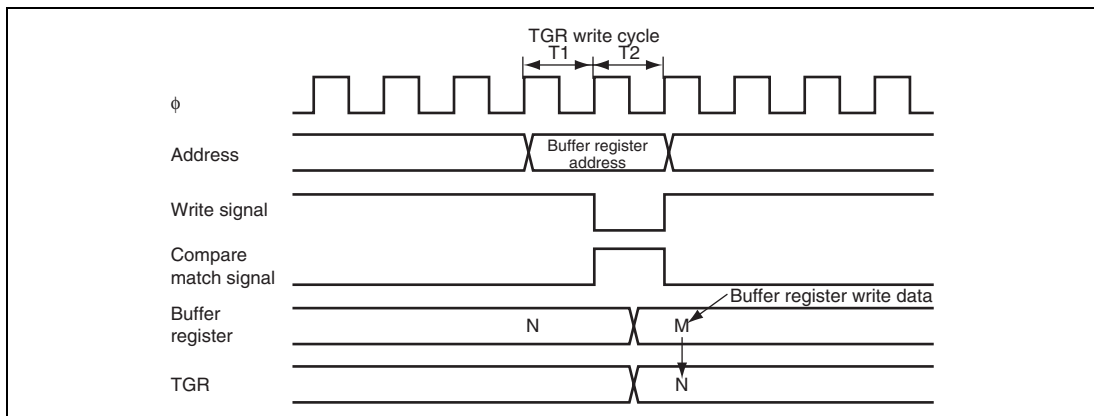 TGR write cycle
T1 T2
φ
Address
Buffer register
address
Write signal
Compare
match signal
Buffer register write data
Buffer
register
N M
TGR
N